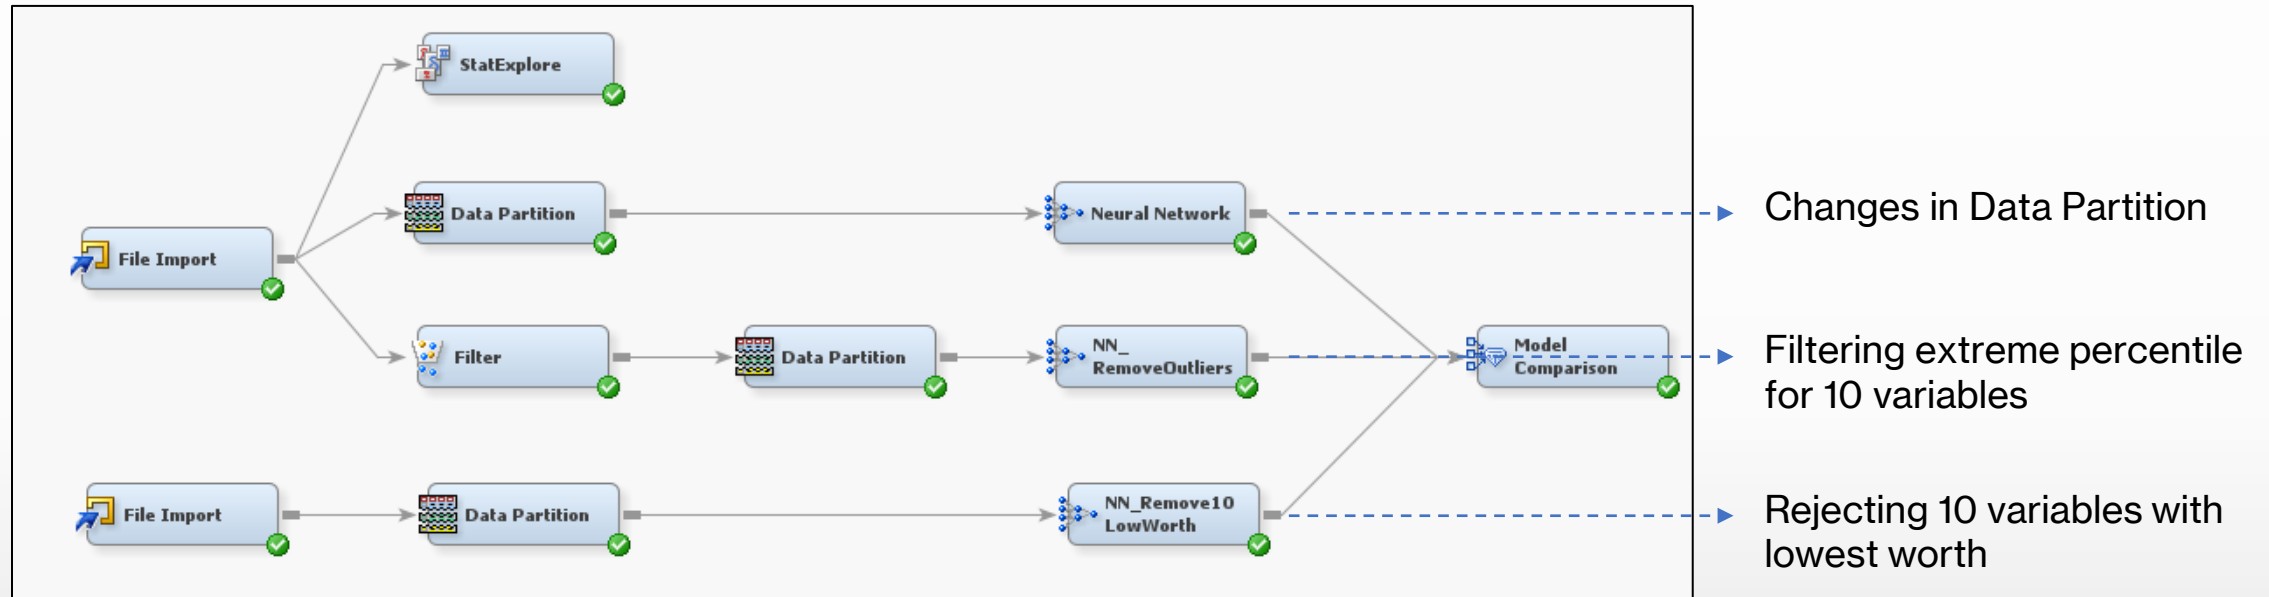 StatExplore
Data Partition
Neural Network
Changes in Data Partition
File Import
Filter
Data Partition
NN_
RemoveOutliers
Model
Comparison
Filtering extreme percentile
for 10 variables
File Import
Data Partition
NN_Remove10
LowWorth
Rejecting 10 variables with
lowest worth